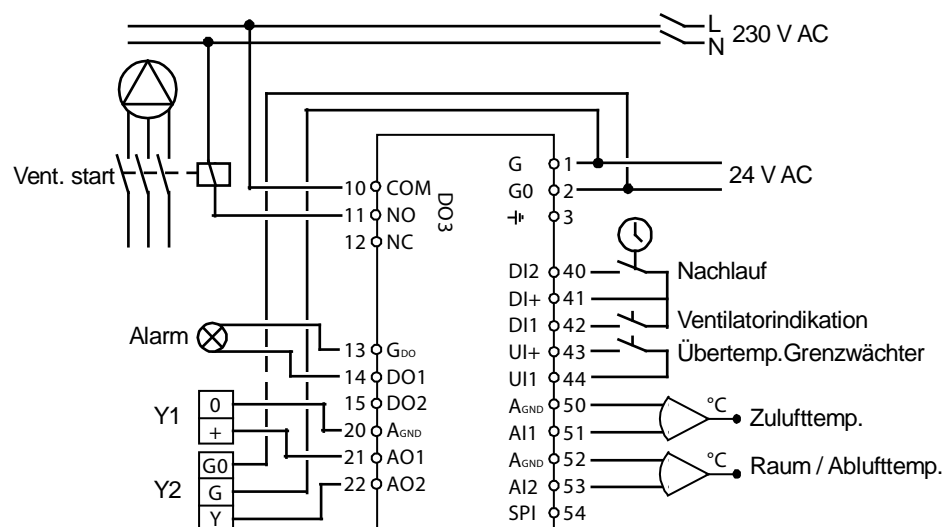 L
N
230 V AC
Vent. start
10 COM
11 NO
12 NC
DO3
G 1
G0 2
3
24 V AC
DI2 40
Nachlauf
DI+ 41
DI1 42
Ventilatorindikation
UI+ 43
Übertemp.Grenzwächter
UI1 44
Alarm
13 GDO
14 DO1
15 DO2
20 AGND
21 AO1
22 AO2
Y1
0
+
Y2
G0
G
Y
AGND 50
AI1 51
°C
Zulufttemp.
AGND 52
AI2 53
°C
Raum / Ablufttemp.
SPI 54